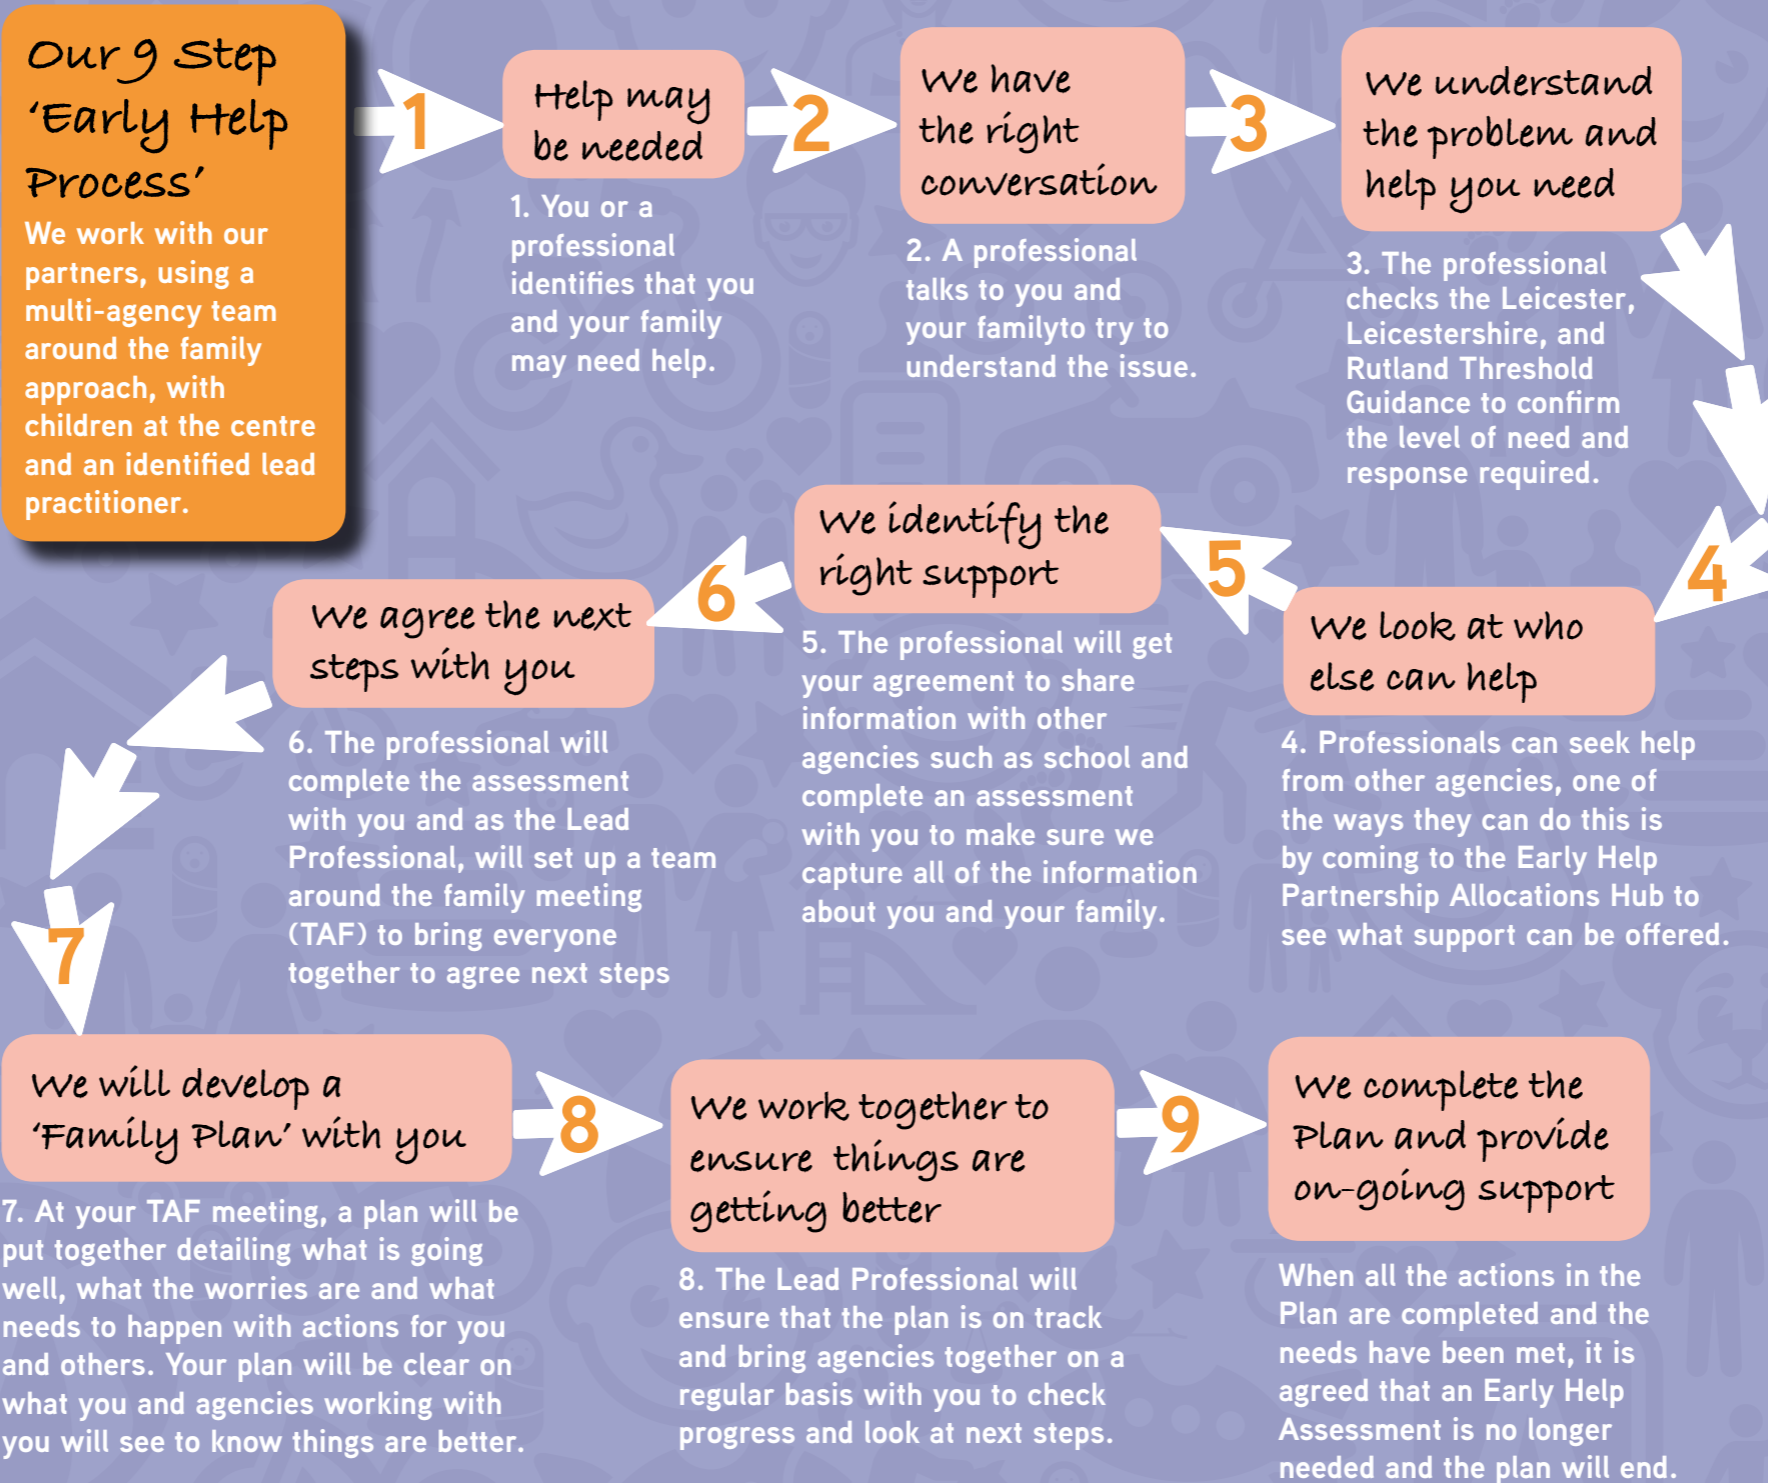 Our 9 Step
‘Early Help
Process’
We work with our
partners, using a
multi-agency team
around the family
approach, with
children at the centre
and an identified lead
practitioner.
1
Help may
be needed
1. You or a
professional
identifies that you
and your family
may need help.
2
We have
the right
conversation
2. A professional
talks to you and
your familyto try to
understand the issue.
3
We understand
the problem and
help you need
3. The professional
checks the Leicester,
Leicestershire, and
Rutland Threshold
Guidance to confirm
the level of need and
response required.
4
We look at who
else can help
4. Professionals can seek help
from other agencies, one of
the ways they can do this is
by coming to the Early Help
Partnership Allocations Hub to
see what support can be offered.
5
We identify the
right support
5. The professional will get
your agreement to share
information with other
agencies such as school and
complete an assessment
with you to make sure we
capture all of the information
about you and your family.
6
We agree the next
steps with you
6. The professional will
complete the assessment
with you and as the Lead
Professional, will set up a team
around the family meeting
(TAF) to bring everyone
together to agree next steps
7
We will develop a
‘Family Plan’ with you
7. At your TAF meeting, a plan will be
put together detailing what is going
well, what the worries are and what
needs to happen with actions for you
and others. Your plan will be clear on
what you and agencies working with
you will see to know things are better.
8
We work together to
ensure things are
getting better
8. The Lead Professional will
ensure that the plan is on track
and bring agencies together on a
regular basis with you to check
progress and look at next steps.
9
We complete the
Plan and provide
on-going support
When all the actions in the
Plan are completed and the
needs have been met, it is
agreed that an Early Help
Assessment is no longer
needed and the plan will end.